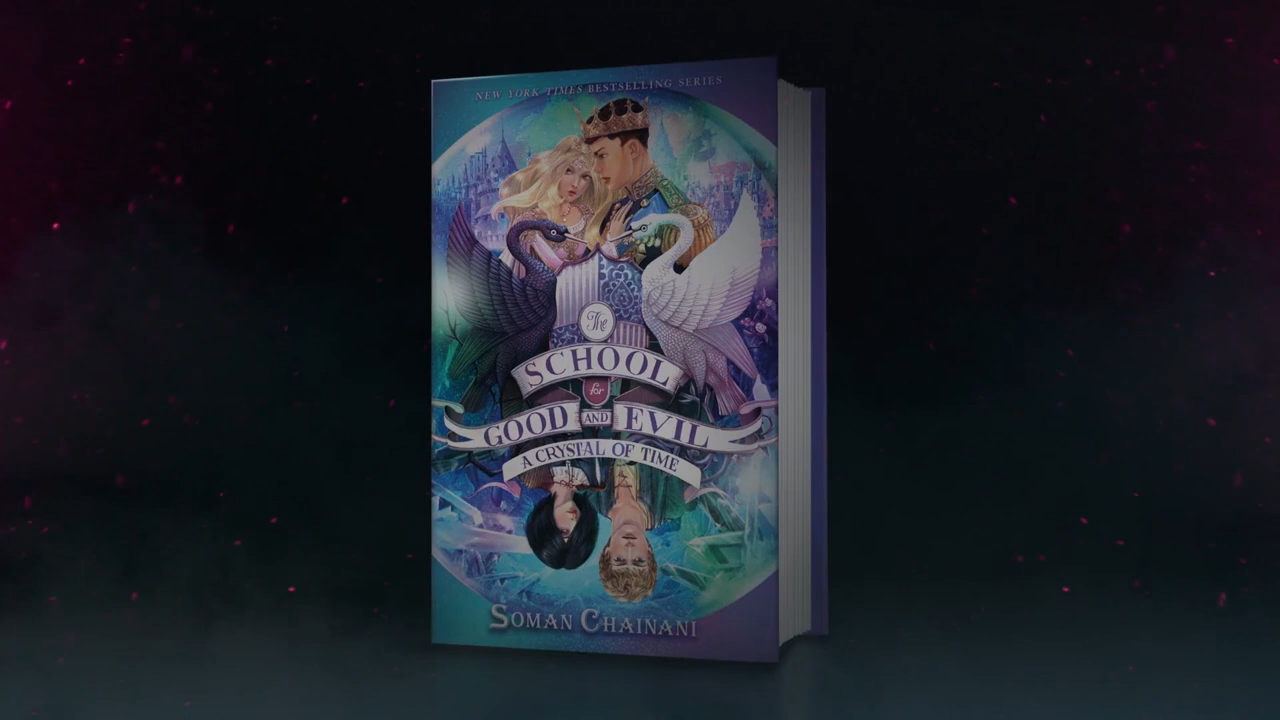 NEW YORK TIMES BESTSELLING SERIES
The
SCHOOL
for
GOOD AND EVIL
A CRYSTAL OF TIME
SOMAN CHAINANI